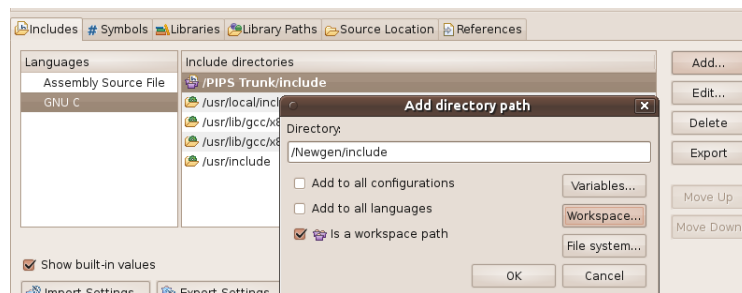 Includes # Symbols Libraries Library Paths Source Location References
Languages
Assembly Source File
GNU C
Include directories
/PIPS Trunk/include
/usr/local/incl
/usr/lib/gcc/x8
/usr/lib/gcc/x8
/usr/include
Add directory path
Directory:
/Newgen/include
Add to all configurations
Add to all languages
Is a workspace path
Variables...
Workspace...
File system...
OK
Cancel
Add...
Edit...
Delete
Export
Move Up
Move Down
Show built-in values
Import Settings...
Export Settings